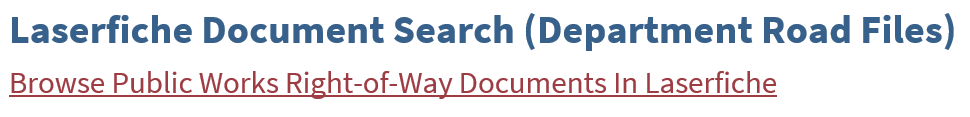 Laserfiche Document Search (Department Road Files)
Browse Public Works Right-of-Way Documents In Laserfiche